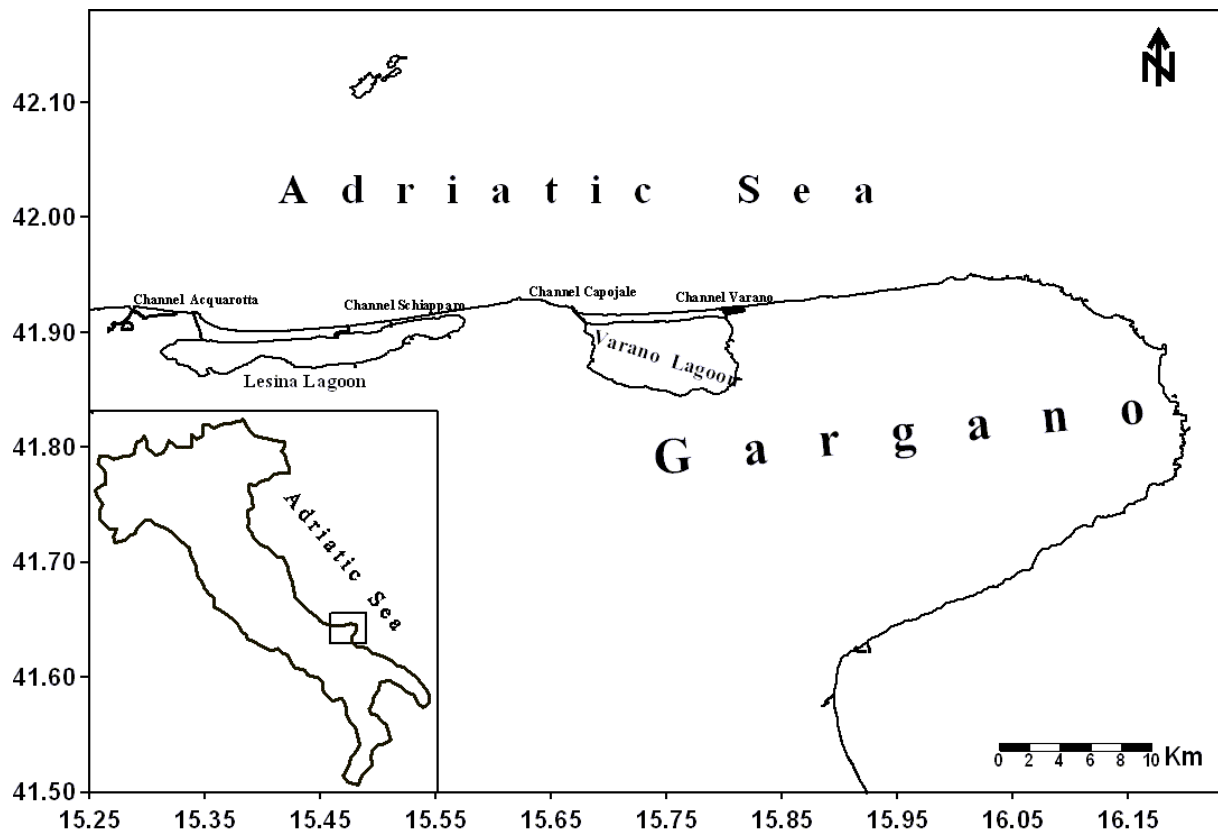 N
42.10
Adriatic Sea
42.00
Channel Acquarotta
Channel Schiapparo
Channel Capojale
Channel Varano
41.90
Varano Lagoon
Lesina Lagoon
Gargano
41.80
Adriatic Sea
41.70
41.60
0 2 4 6 8 10 Km
41.50
15.25 15.35 15.45 15.55 15.65 15.75 15.85 15.95 16.05 16.15